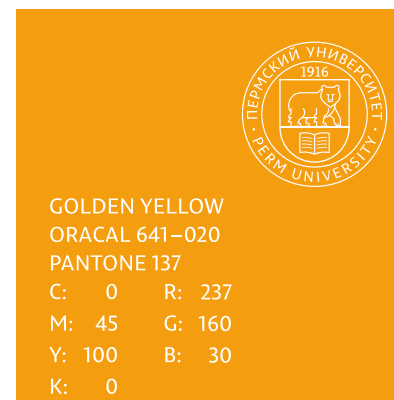 ПЕРМСКИЙ УНИВЕРСИТЕТ
1916
PERM UNIVERSITY
GOLDEN YELLOW
ORACAL 641–020
PANTONE 137
C: 0 R: 237
M: 45 G: 160
Y: 100 B: 30
K: 0